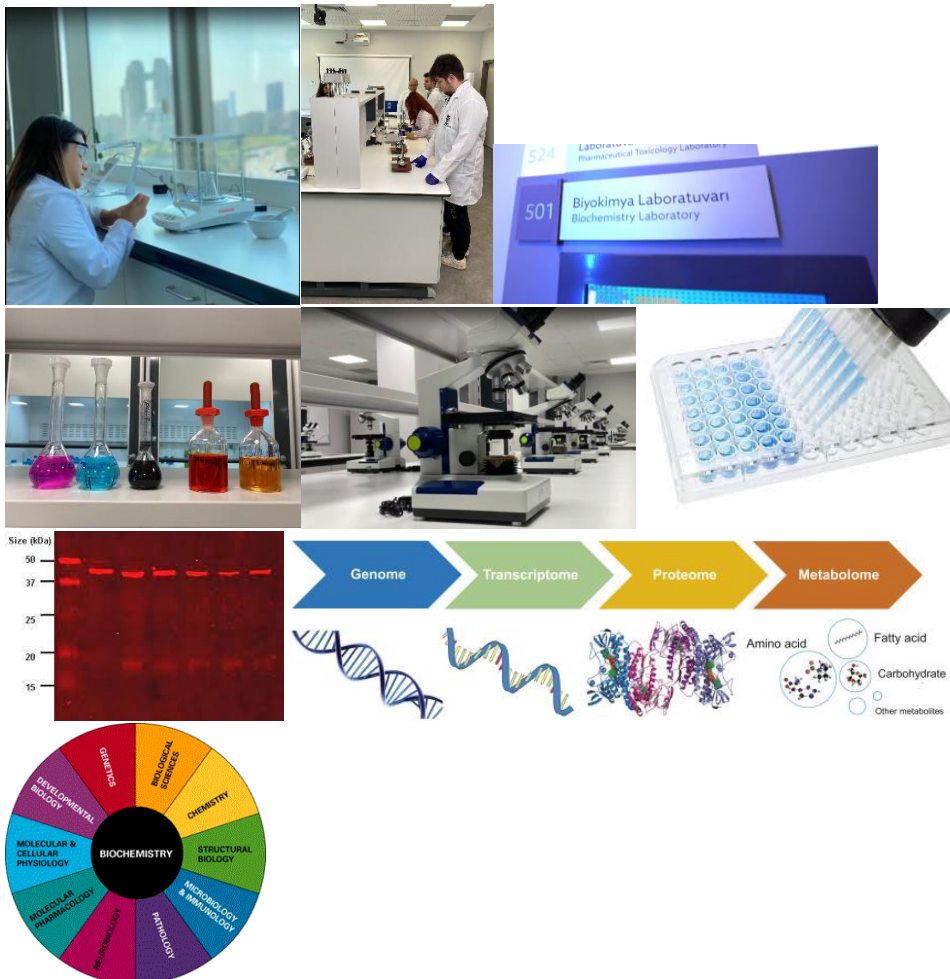 524
Laboratuvarı
Pharmaceutical Toxicology Laboratory
501
Biyokimya Laboratuvarı
Biochemistry Laboratory
Size (kDa)
50
37
25
20
15
Genome
Transcriptome
Proteome
Metabolome
Amino acid
Fatty acid
Carbohydrate
Other metabolites
BIOCHEMISTRY
GENETICS
BIOLOGICAL
SCIENCES
CHEMISTRY
STRUCTURAL
BIOLOGY
MICROBIOLOGY
& IMMUNOLOGY
PATHOLOGY
NEUROBIOLOGY
MOLECULAR
PHARMACOLOGY
MOLECULAR &
CELLULAR
PHYSIOLOGY
DEVELOPMENTAL
BIOLOGY